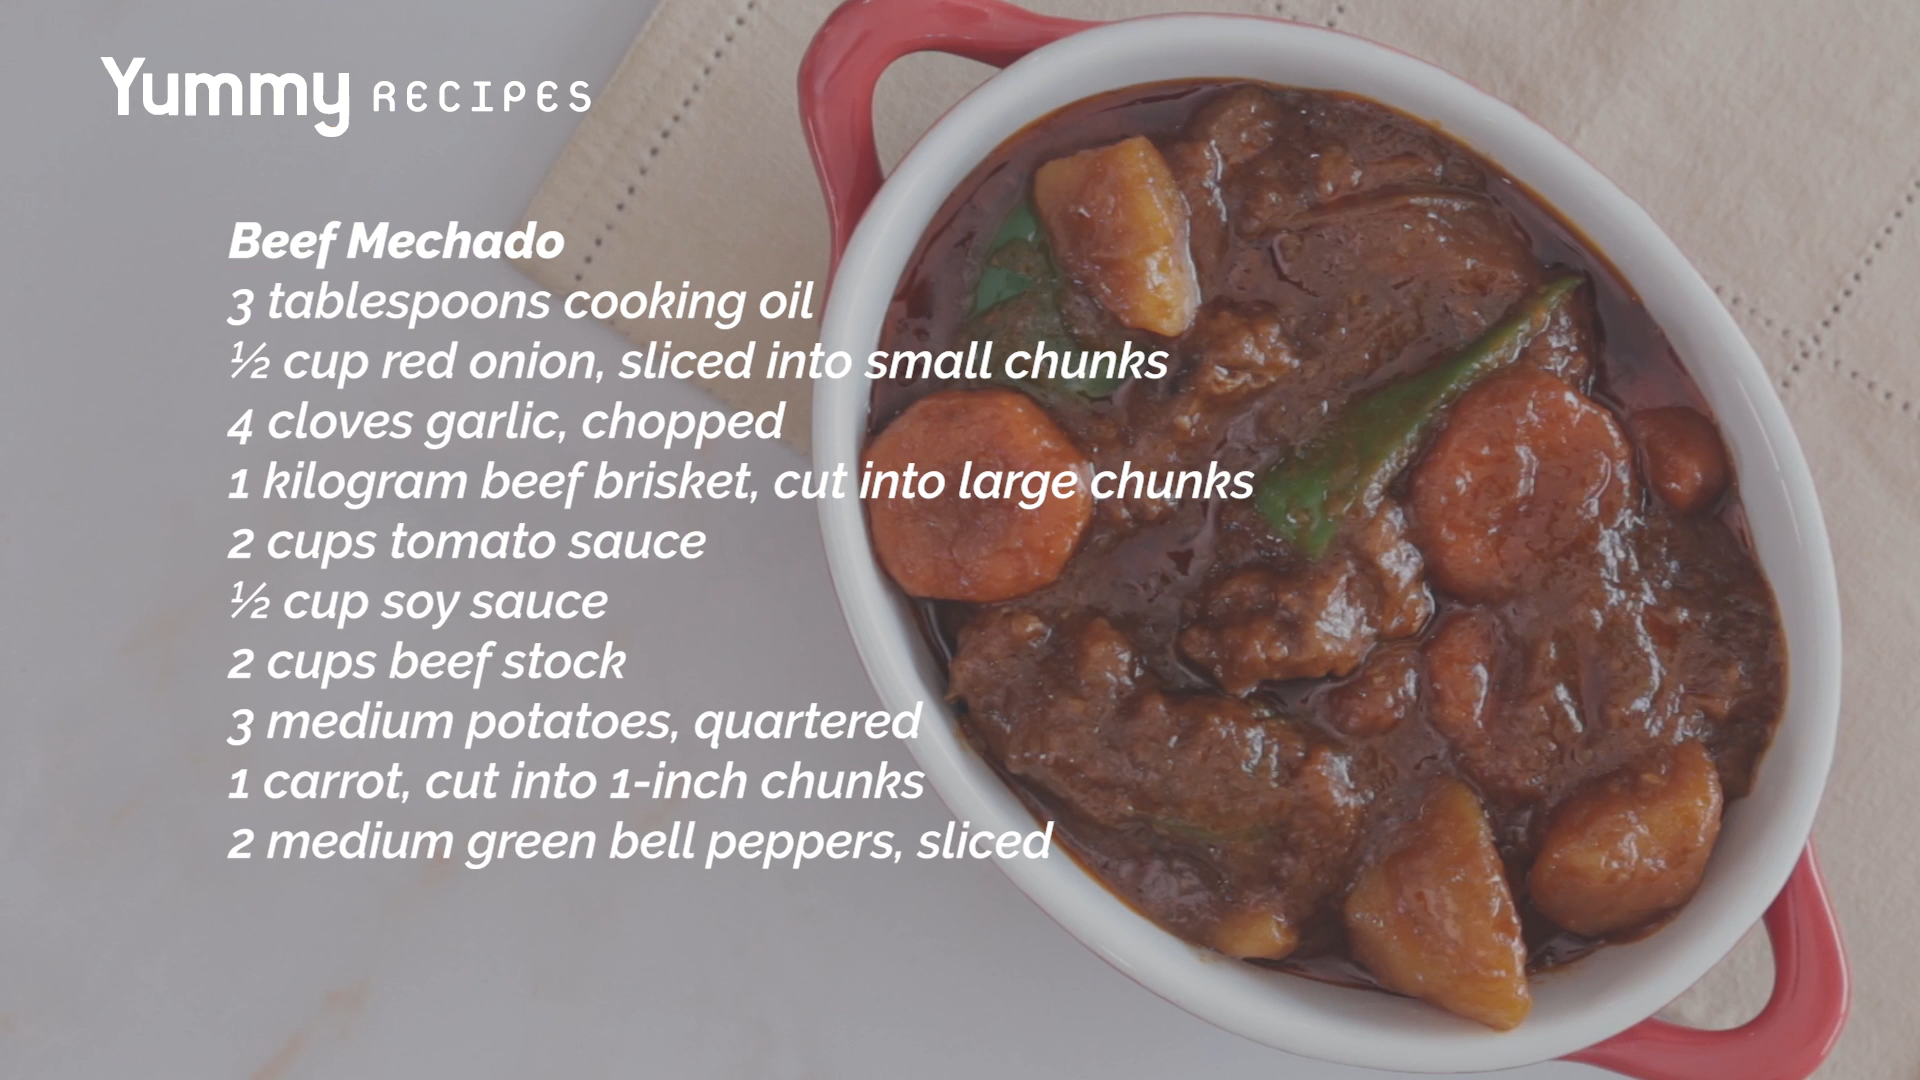 Yummy RECIPES
Beef Mechado
3 tablespoons cooking oil
½ cup red onion, sliced into small chunks
4 cloves garlic, chopped
1 kilogram beef brisket, cut into large chunks
2 cups tomato sauce
½ cup soy sauce
2 cups beef stock
3 medium potatoes, quartered
1 carrot, cut into 1-inch chunks
2 medium green bell peppers, sliced